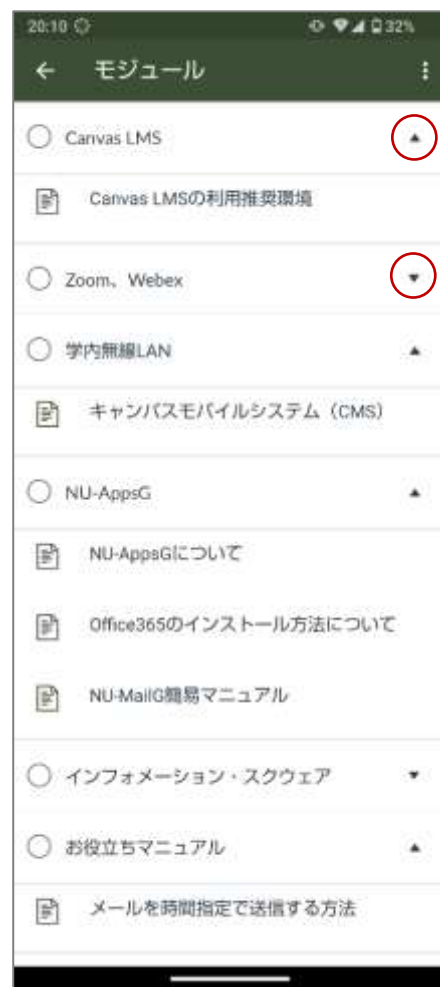 20:10 32%
モジュール
Canvas LMS
Canvas LMSの利用推奨環境
Zoom、Webex
学内無線LAN
キャンパスモバイルシステム（CMS）
NU-AppsG
NU-AppsGについて
Office365のインストール方法について
NU-MailG簡易マニュアル
インフォメーション・スクウェア
お役立ちマニュアル
メールを時間指定で送信する方法